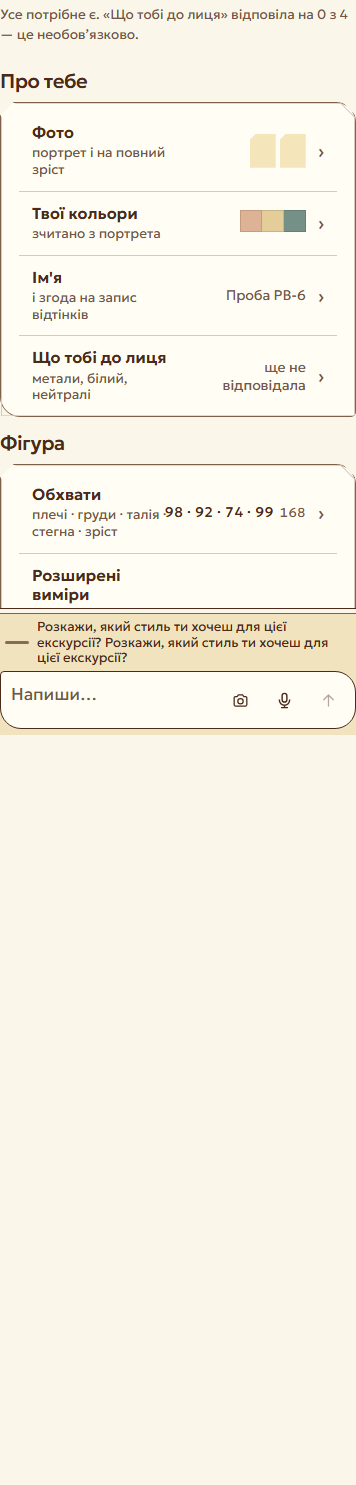 Усе потрібне є. «Що тобі до лиця» відповіла на 0 з 4
— це необов’язково.
Про тебе
Фото
портрет і на повний
зріст
Твої кольори
зчитано з портрета
Ім'я
і згода на запис
відтінків
Проба РВ-6
Що тобі до лиця
метали, білий,
нейтралі
ще не
відповідала
Фігура
Обхвати
плечі · груди · талія ·
стегна · зріст
98 · 92 · 74 · 99 168
Розширені
виміри
Розкажи, який стиль ти хочеш для цієї
екскурсії? Розкажи, який стиль ти хочеш для
цієї екскурсії?
Напиши...